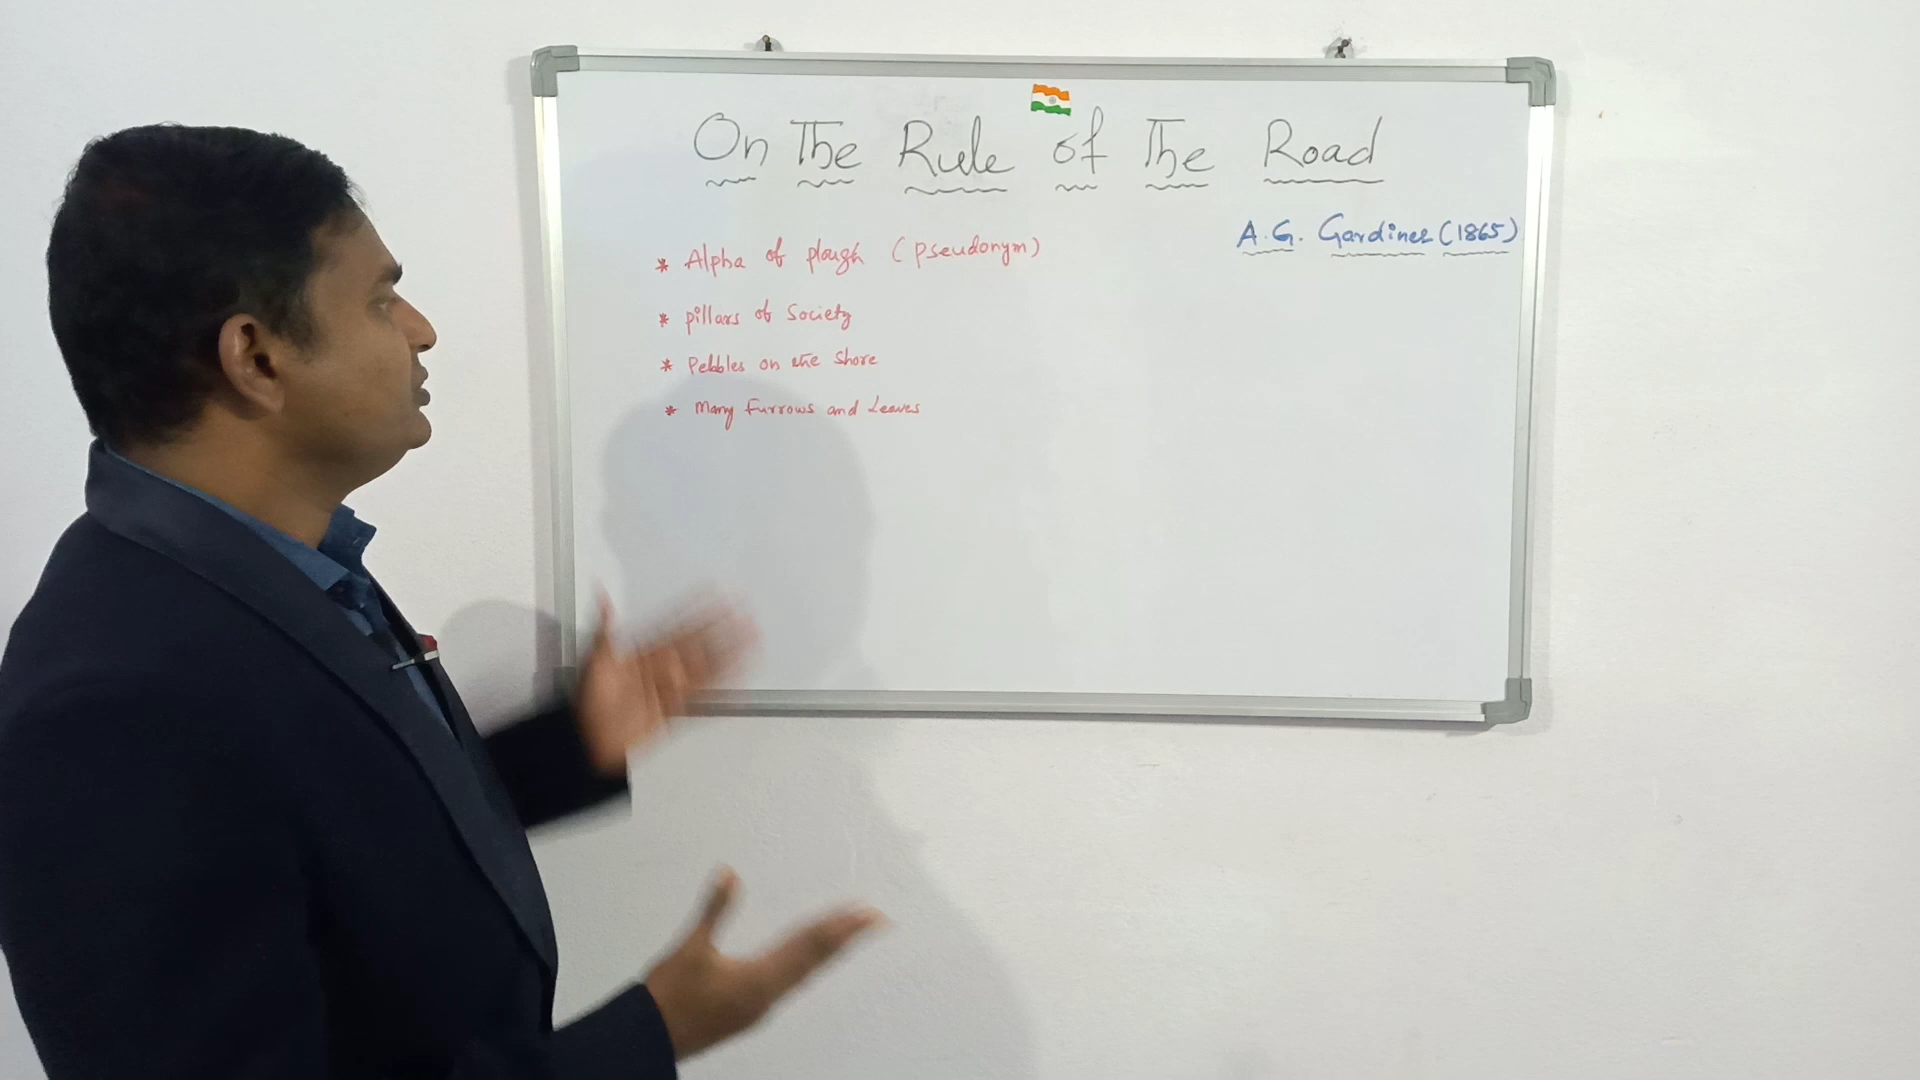 On The Rule of The Road
A. G. Gardiner (1865)
* Alpha of plough (pseudonym)
* pillars of Society
* Pebbles on the Shore
* Many Furrows and Leaves